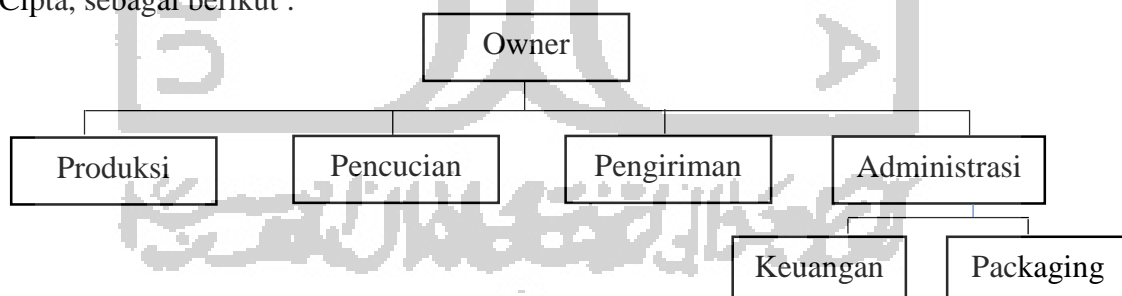 Cipta, sebagai berikut :
Owner
Produksi Pencucian Pengiriman Administrasi
Keuangan Packaging